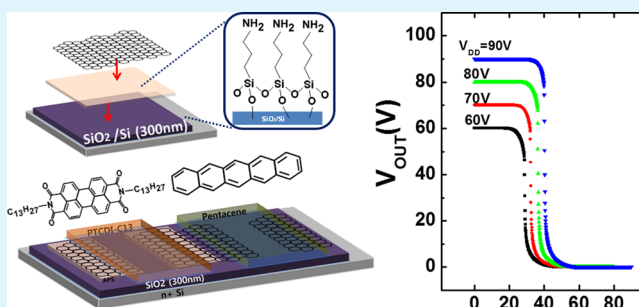 NH2 NH2 NH2
Si Si Si
O O O O O O
SiO2/Si
SiO2 /Si (300nm)
O O
C13H27-N N-C13H27
O O
PTCDI-C13
Pentacene
APS
SiO2 (300nm)
n+ Si
VOUT(V)
100
80
60
40
20
0
VDD=90V
80V
70V
60V
0 20 40 60 80